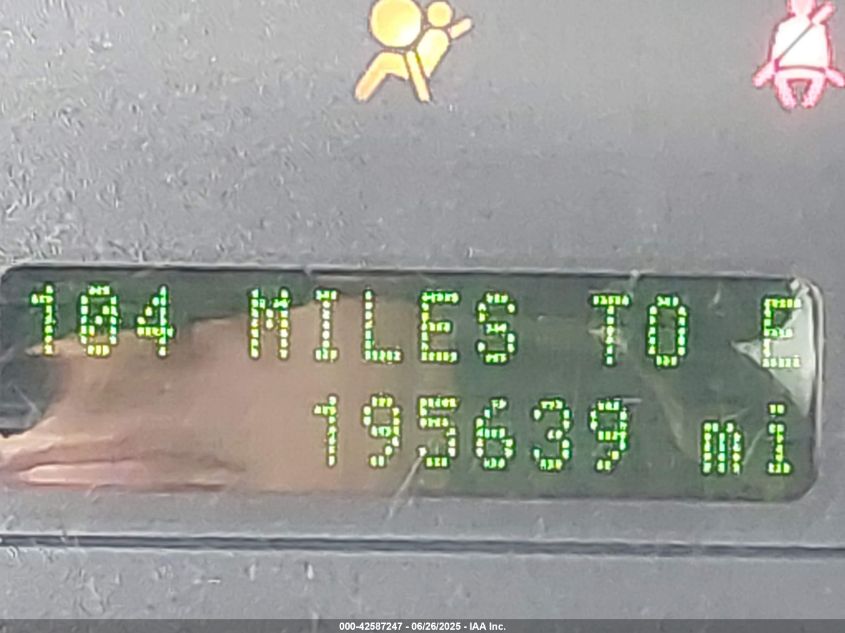 104 MILES TO E
195639 mi
000-42587247 - 06/26/2025 - IAA Inc.